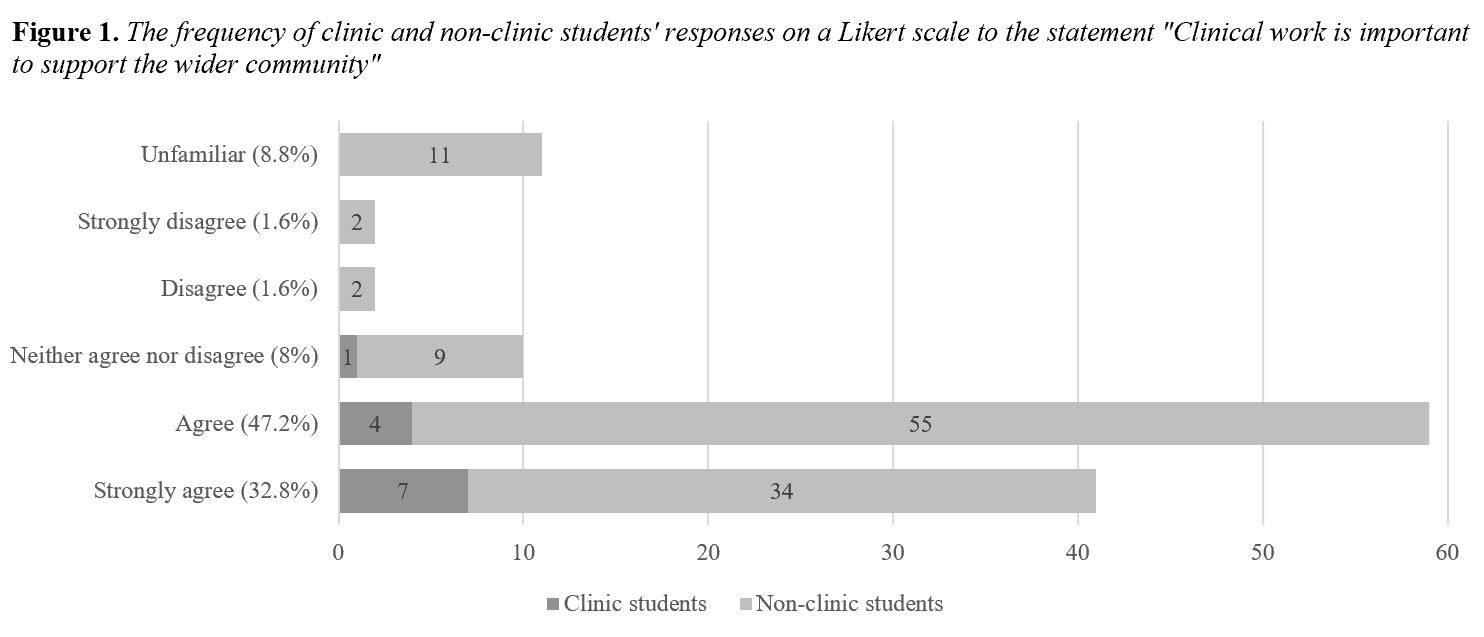 Figure 1. The frequency of clinic and non-clinic students' responses on a Likert scale to the statement "Clinical work is important
to support the wider community"
Unfamiliar (8.8%)
11
Strongly disagree (1.6%)
2
Disagree (1.6%)
2
Neither agree nor disagree (8%)
1
9
Agree (47.2%)
4
55
Strongly agree (32.8%)
7
34
0
10
20
30
40
50
60
Clinic students
Non-clinic students